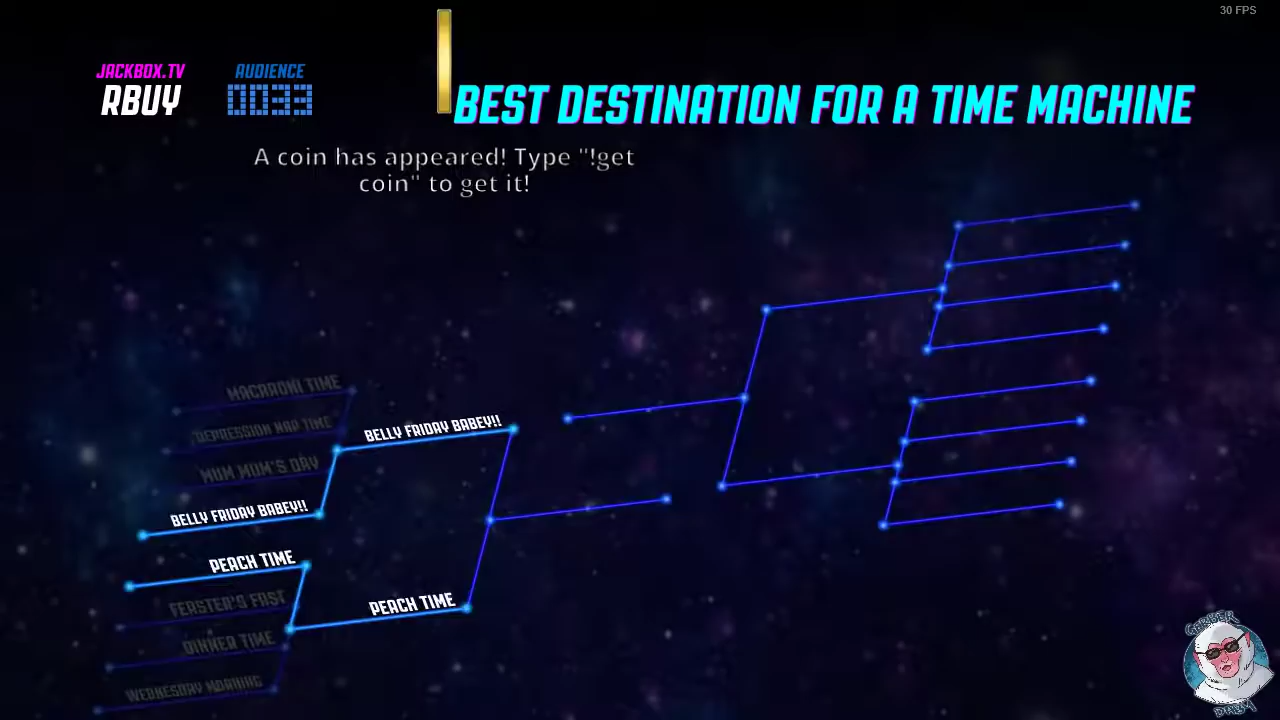 30 FPS
JACKBOX.TV
RBUY
AUDIENCE
0033
BEST DESTINATION FOR A TIME MACHINE
A coin has appeared! Type "!get
coin" to get it!
MACARONI TIME
DEPRESSION NAP TIME
MUM MUM'S DAY
BELLY FRIDAY BABEY!!
BELLY FRIDAY BABEY!!
PEACH TIME
FEASTER'S FAST
DINNER TIME
WEDNESDAY MORNING
PEACH TIME